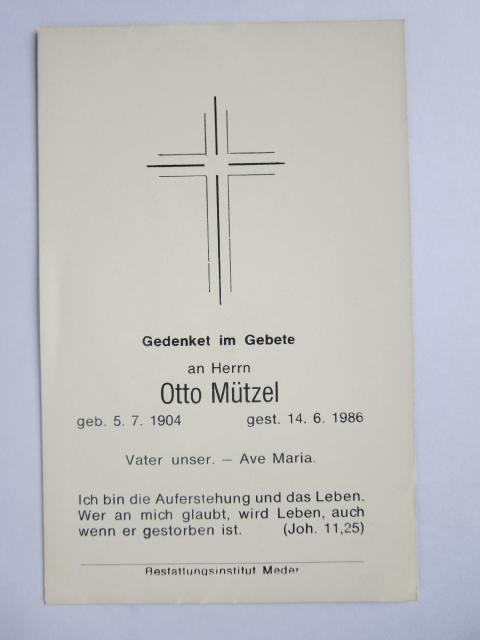 Gedenket im Gebete
an Herrn
Otto Mützel
geb. 5. 7. 1904 gest. 14. 6. 1986
Vater unser. – Ave Maria.
Ich bin die Auferstehung und das Leben.
Wer an mich glaubt, wird Leben, auch
wenn er gestorben ist. (Joh. 11,25)
Bestattungsinstitut Meder